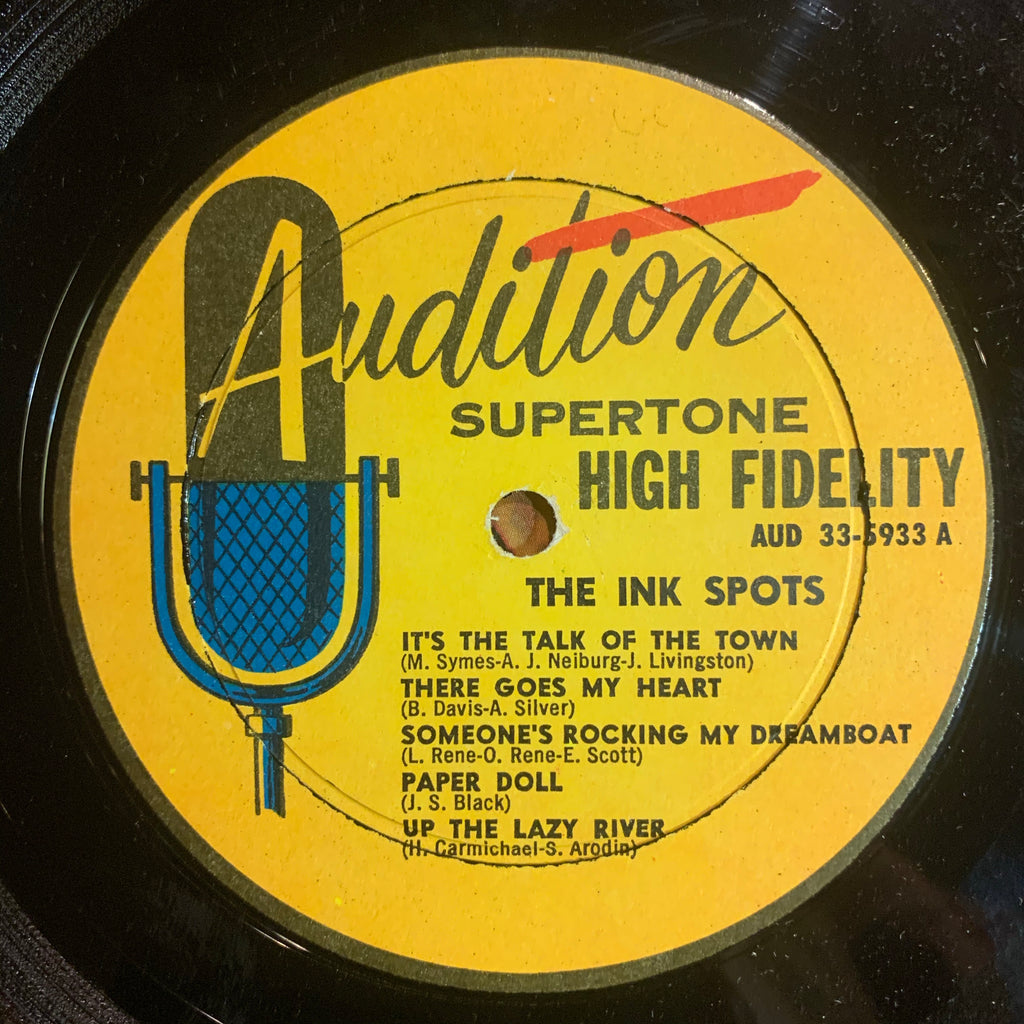 Audition
SUPERTONE
HIGH FIDELITY
AUD 33-5933 A
THE INK SPOTS
IT'S THE TALK OF THE TOWN
(M. Symes-A. J. Neiburg-J. Livingston)
THERE GOES MY HEART
(B. Davis-A. Silver)
SOMEONE'S ROCKING MY DREAMBOAT
(L. Rene-O. Rene-E. Scott)
PAPER DOLL
(J. S. Black)
UP THE LAZY RIVER
(H. Carmichael-S. Arodin)